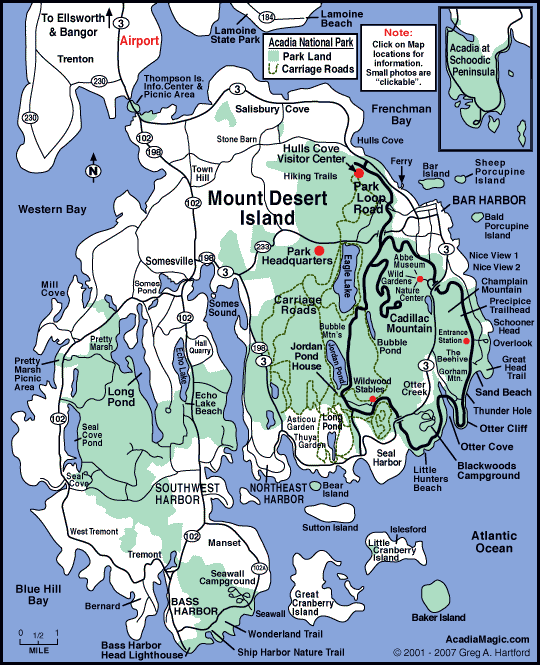 To Ellsworth
& Bangor
3
Airport
Trenton
230
230
Thompson Is.
Info. Center &
Picnic Area
184
Lamoine
Beach
Lamoine
State Park
Acadia National Park
Park Land
Carriage Roads
Note:
Click on Map
locations for
information.
Small photos are
"clickable".
Acadia at
Schoodic
Peninsula
3
Salisbury Cove
Frenchman
Bay
102
198
Stone Barn
Hulls Cove
Hulls Cove
Visitor Center
Hiking Trails
Ferry
Bar
Island
Sheep
Porcupine
Island
N
Town
Hill
Park
Loop
Road
Western Bay
102
Mount Desert
Island
BAR HARBOR
Bald
Porcupine
Island
Somesville
198
3
233
Park
Headquarters
Eagle Lake
Abbe
Museum
Wild
Gardens
Nature
Center
3
Nice View 1
Nice View 2
Champlain
Mountain
Mill
Cove
Somes
Pond
Somes
Sound
Carriage
Roads
Cadillac
Mountain
Precipice
Trailhead
Schooner
Head
Overlook
Bubble
Mtn's
Entrance
Station
Pretty
Marsh
Hall
Quarry
198
3
Jordan
Pond
House
Jordan Pond
Bubble
Pond
The
Beehive
Great
Head
Trail
Pretty
Marsh
Picnic
Area
Echo Lake
Long
Pond
Echo
Lake
Beach
3
Gorham
Mtn.
Wildwood
Stables
Otter
Creek
Sand Beach
Thunder Hole
102
Seal
Cove
Pond
Asticou
Garden
Thuya
Garden
Long
Pond
Otter Cliff
Otter Cove
Seal
Harbor
Blackwoods
Campground
Seal
Cove
SOUTHWEST
HARBOR
NORTHEAST
HARBOR
Bear
Island
Little
Hunters
Beach
Sutton Island
West Tremont
102
Manset
Islesford
Little
Cranberry
Island
Atlantic
Ocean
Tremont
102A
Seawall
Campground
Blue Hill
Bay
Bernard
BASS
HARBOR
Seawall
Great
Cranberry
Island
Baker Island
Wonderland Trail
0 1/2 1
MILE
Bass Harbor
Head Lighthouse
Ship Harbor Nature Trail
AcadiaMagic.com
© 2001 - 2007 Greg A. Hartford